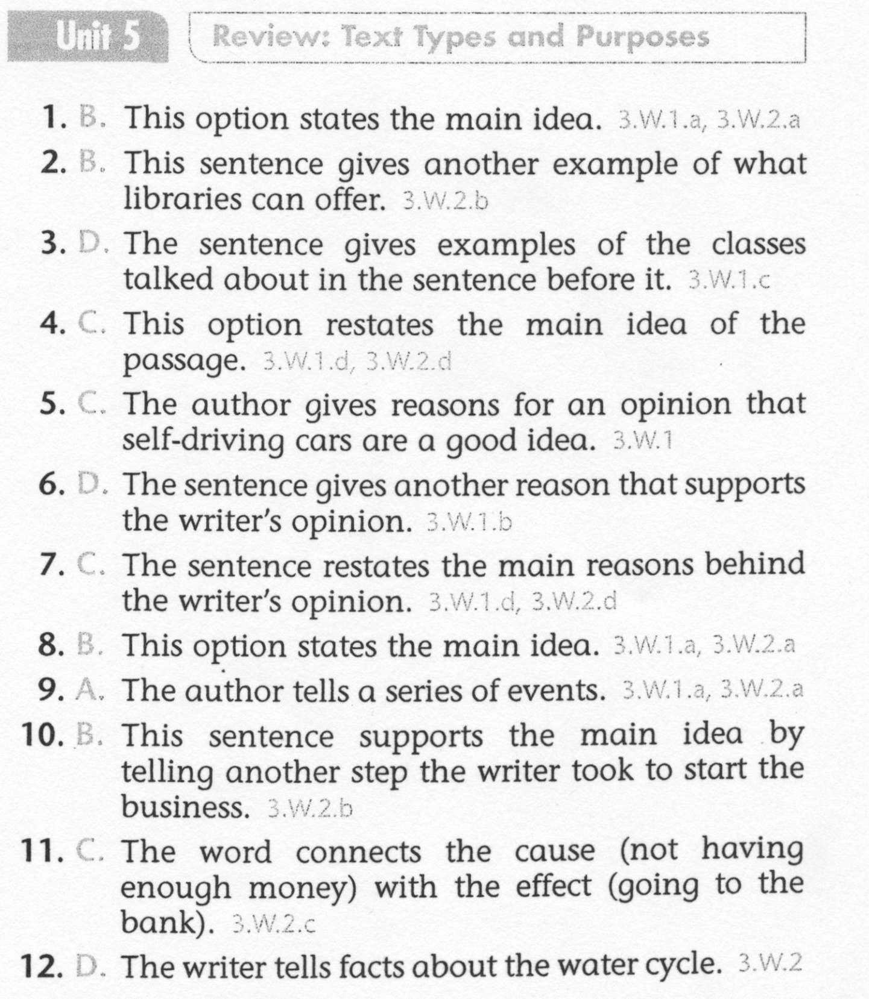 Unit 5
Review: Text Types and Purposes
1. B. This option states the main idea. 3.W.1.a, 3.W.2.a
2. B. This sentence gives another example of what
libraries can offer. 3.W.2.b
3. D. The sentence gives examples of the classes
talked about in the sentence before it. 3.W.1.c
4. C. This option restates the main idea of the
passage. 3.W.1.d, 3.W.2.d
5. C. The author gives reasons for an opinion that
self-driving cars are a good idea. 3.W.1
6. D. The sentence gives another reason that supports
the writer's opinion. 3.W.1.b
7. C. The sentence restates the main reasons behind
the writer's opinion. 3.W.1.d, 3.W.2.d
8. B. This option states the main idea. 3.W.1.a, 3.W.2.a
9. A. The author tells a series of events. 3.W.1.a, 3.W.2.a
10. B. This sentence supports the main idea by
telling another step the writer took to start the
business. 3.W.2.b
11. C. The word connects the cause (not having
enough money) with the effect (going to the
bank). 3.W.2.c
12. D. The writer tells facts about the water cycle. 3.W.2